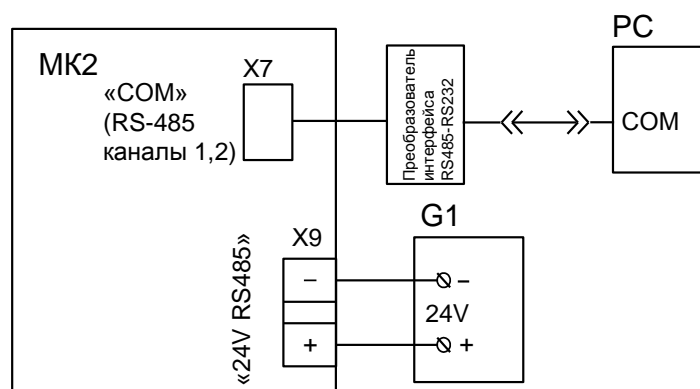 МК2
X7
«COM»
(RS-485
каналы 1,2)
Преобразователь
интерфейса
RS485-RS232
PC
COM
«24V RS485»
X9
–
+
G1
–
24V
+